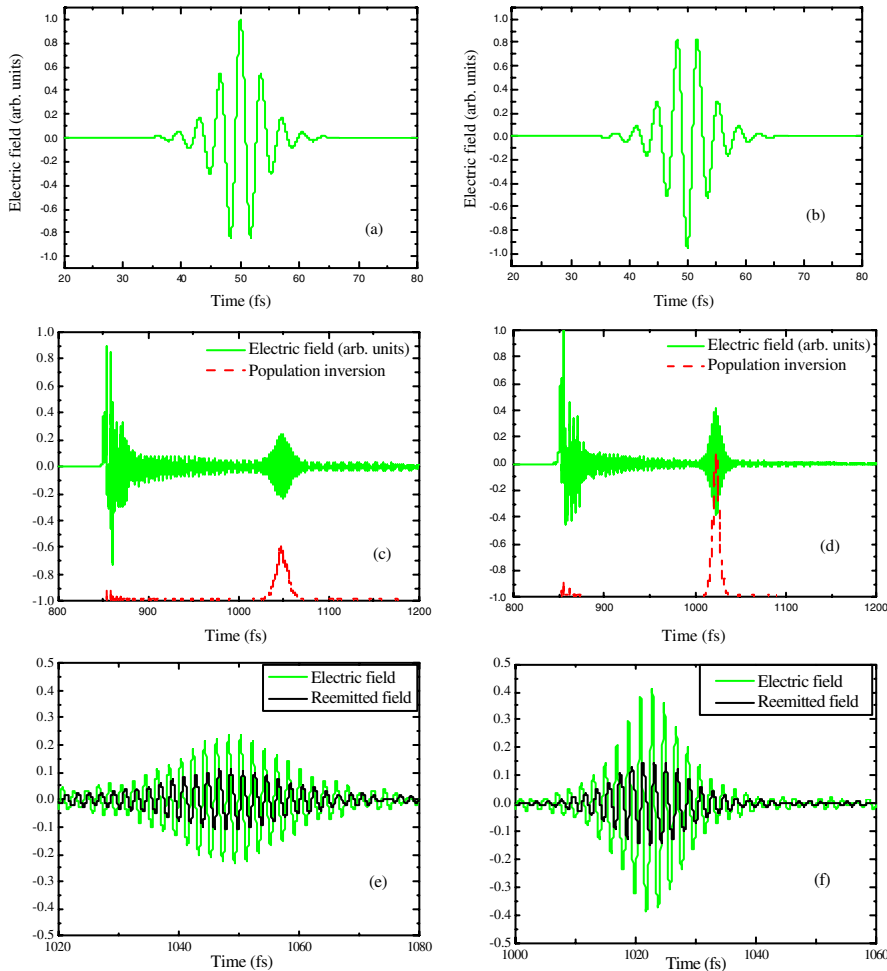 Electric field (arb. units)
1.0
0.8
0.6
0.4
0.2
0.0
-0.2
-0.4
-0.6
-0.8
-1.0
(a)
20 30 40 50 60 70 80
Time (fs)
Electric field (arb. units)
1.0
0.8
0.6
0.4
0.2
0.0
-0.2
-0.4
-0.6
-0.8
-1.0
(b)
20 30 40 50 60 70 80
Time (fs)
1.0
0.8
0.6
0.4
0.2
0.0
-0.2
-0.4
-0.6
-0.8
-1.0
Electric field (arb. units)
Population inversion
(c)
800 900 1000 1100 1200
Time (fs)
1.0
0.8
0.6
0.4
0.2
0.0
-0.2
-0.4
-0.6
-0.8
-1.0
Electric field (arb. units)
Population inversion
(d)
800 900 1000 1100 1200
Time (fs)
0.5
0.4
0.3
0.2
0.1
0.0
-0.1
-0.2
-0.3
-0.4
-0.5
Electric field
Reemitted field
(e)
1020 1040 1060 1080
Time (fs)
0.5
0.4
0.3
0.2
0.1
0.0
-0.1
-0.2
-0.3
-0.4
-0.5
Electric field
Reemitted field
(f)
1000 1020 1040 1060
Time (fs)